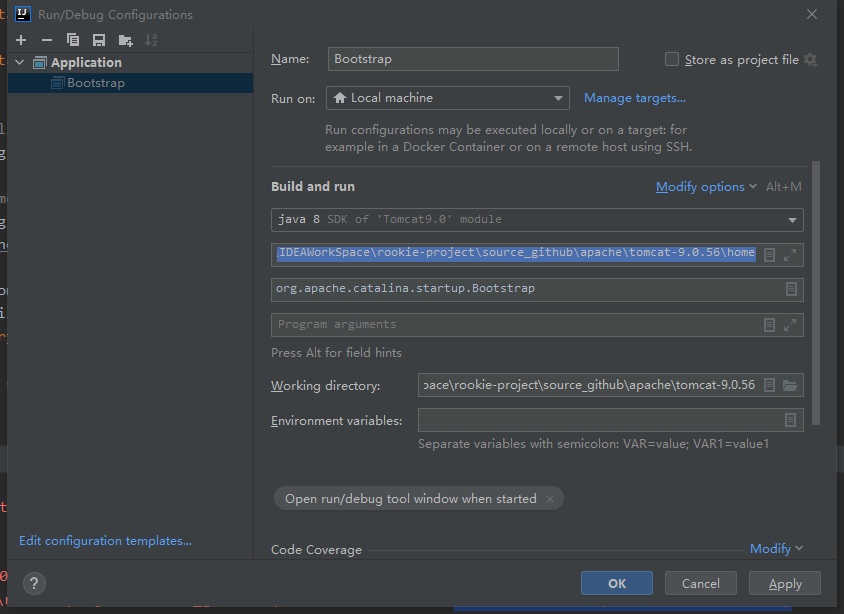 Run/Debug Configurations
Application
Bootstrap
Name:
Bootstrap
Store as project file
Run on:
Local machine
Manage targets...
Run configurations may be executed locally or on a target: for
example in a Docker Container or on a remote host using SSH.
Build and run
Modify options
Alt+M
java 8 SDK of 'Tomcat9.0' module
IDEAWorkSpace\rookie-project\source_github\apache\tomcat-9.0.56\home
org.apache.catalina.startup.Bootstrap
Program arguments
Press Alt for field hints
Working directory:
pace\rookie-project\source_github\apache\tomcat-9.0.56
Environment variables:
Separate variables with semicolon: VAR=value; VAR1=value1
Open run/debug tool window when started
Edit configuration templates...
Code Coverage
Modify
?
OK
Cancel
Apply